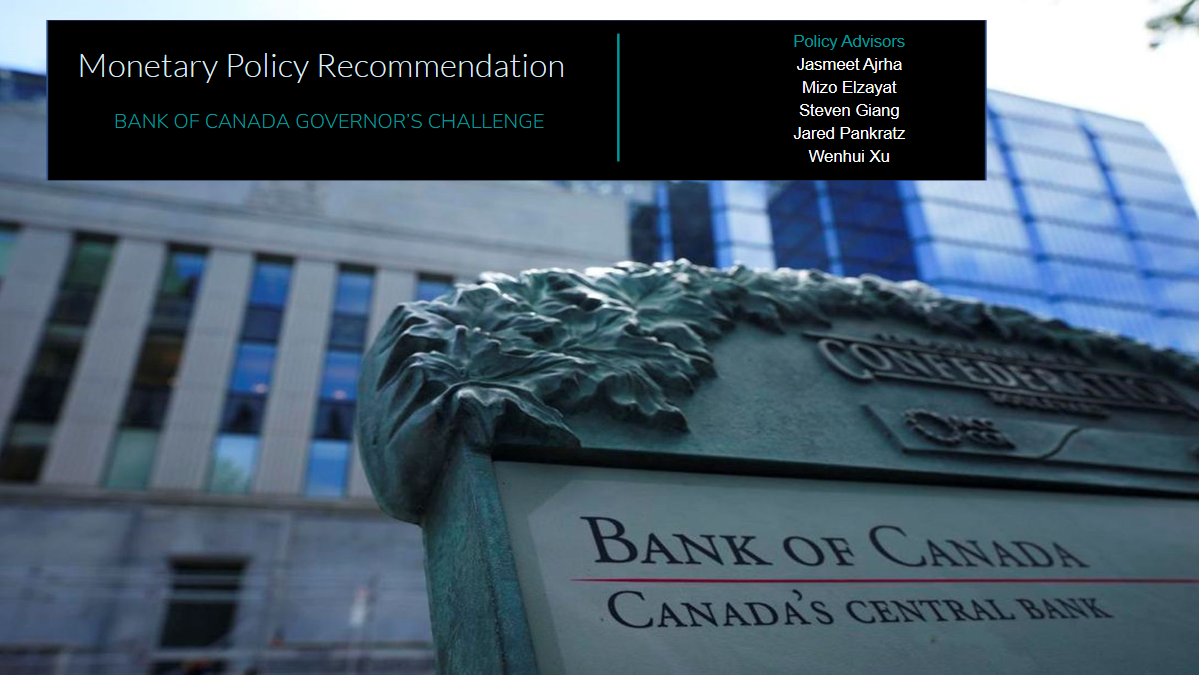 Monetary Policy Recommendation
BANK OF CANADA GOVERNOR'S CHALLENGE
Policy Advisors
Jasmeet Ajrha
Mizo Elzayat
Steven Giang
Jared Pankratz
Wenhui Xu
BANK OF CANADA
CANADA'S CENTRAL BANK